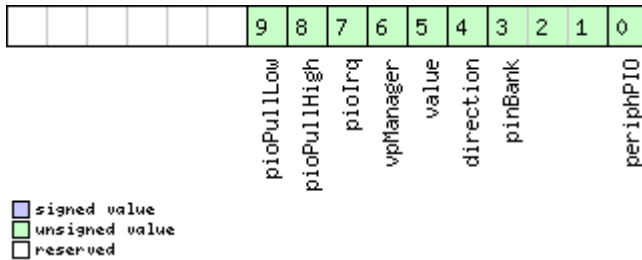 9 8 7 6 5 4 3 2 1 0
pioPullLow
pioPullHigh
pioIrq
vpManager
value
direction
pinBank
periphPIO
signed value
unsigned value
reserved